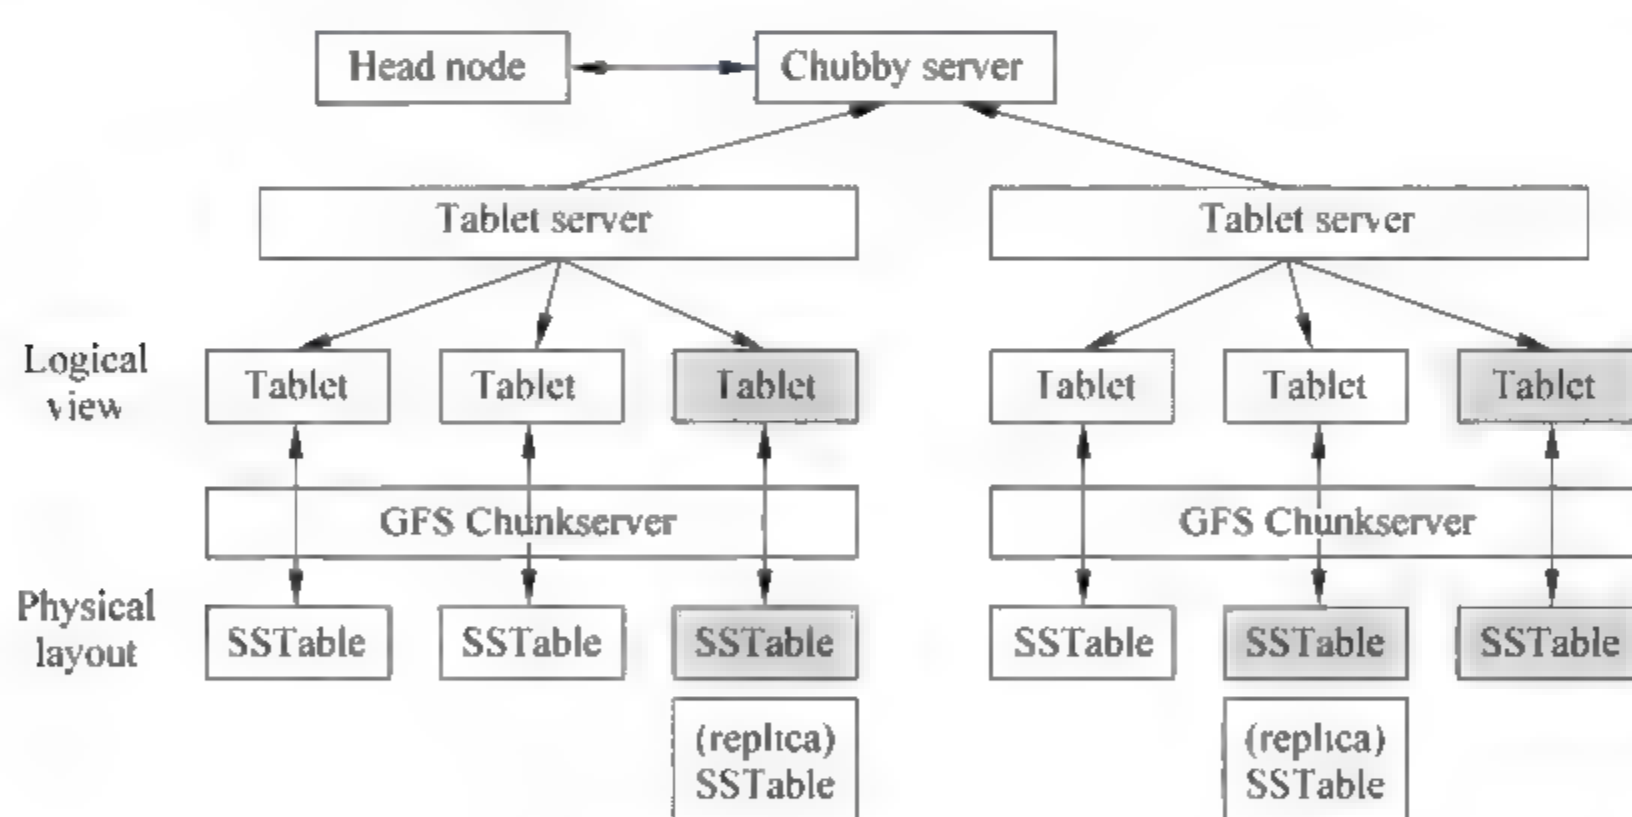 Head node
Chubby server
Tablet server
Tablet server
Logical
view
Tablet
Tablet
Tablet
Tablet
Tablet
Tablet
GFS Chunkserver
GFS Chunkserver
Physical
layout
SSTable
SSTable
SSTable
SSTable
SSTable
SSTable
(replica)
SSTable
(replica)
SSTable